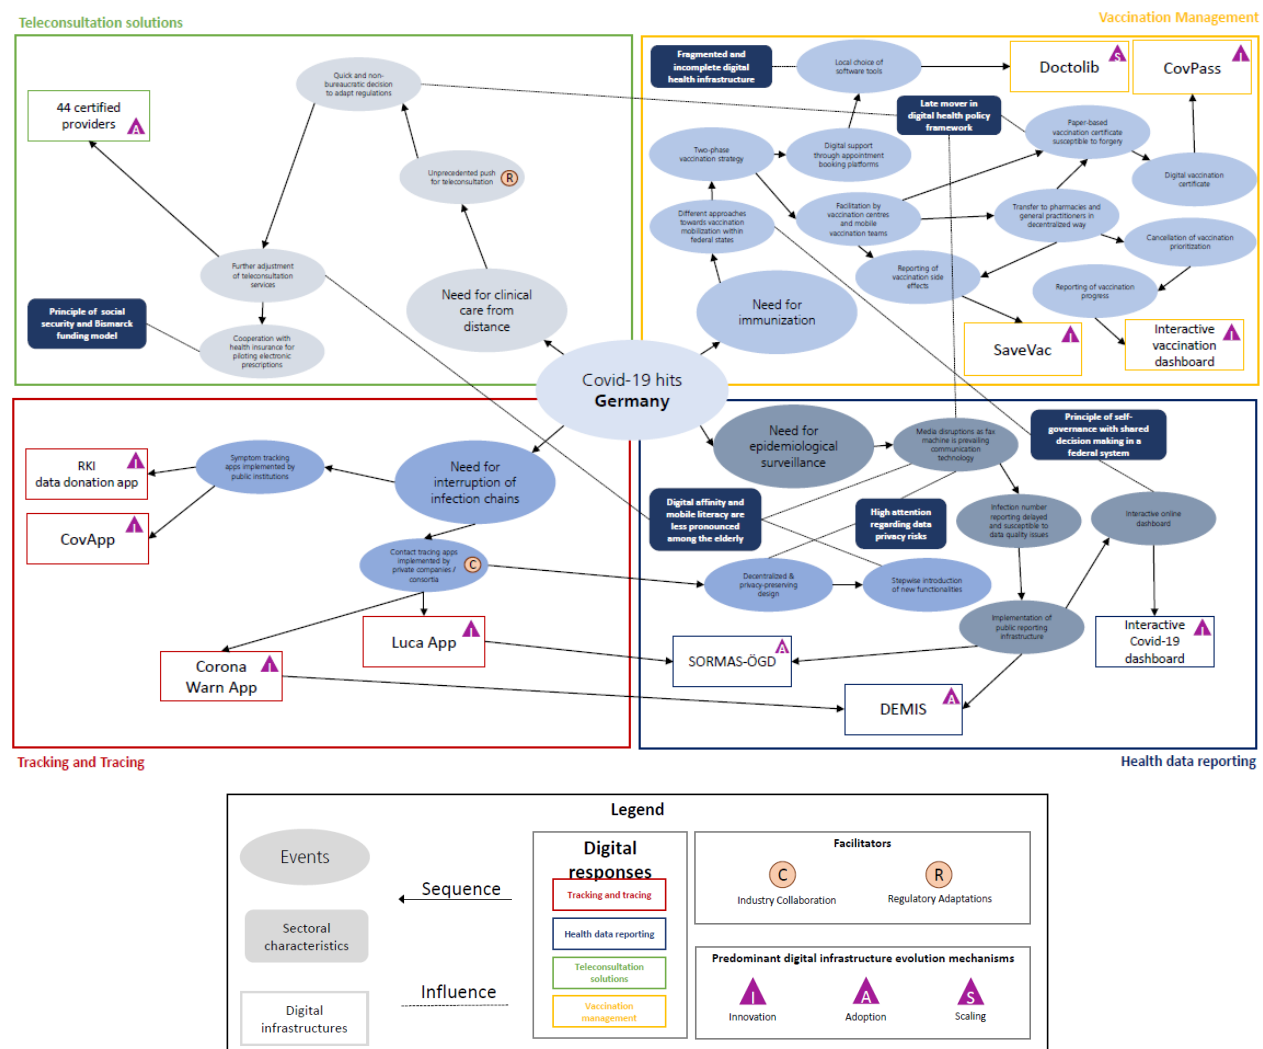 Teleconsultation solutions
Vaccination Management
Quick and non-
bureaucratic decision
to adapt regulations
44 certified
providers
A
Unprecedented push
for teleconsultation
R
Further adjustment
of teleconsultation
services
Need for clinical
care from
distance
Principle of social
security and Bismarck
funding model
Cooperation with
health insurance for
piloting electronic
prescriptions
Fragmented and
incomplete digital
health infrastructure
Local choice of
software tools
Doctolib
S
CovPass
I
Late mover in
digital health policy
framework
Paper-based
vaccination certificate
susceptible to forgery
Two-phase
vaccination strategy
Digital support
through appointment
booking platforms
Digital vaccination
certificate
Different approaches
towards vaccination
mobilization within
federal states
Facilitation by
vaccination centres
and mobile
vaccination teams
Transfer to pharmacies and
general practitioners in
decentralized way
Cancellation of vaccination
prioritization
Reporting of
vaccination side
effects
Reporting of vaccination
progress
Need for
immunization
SaveVac
I
Interactive
vaccination
dashboard
I
Covid-19 hits
Germany
Symptom tracking
apps implemented by
public institutions
RKI
data donation app
I
CovApp
I
Need for
interruption of
infection chains
Contact tracing apps
implemented by
private companies /
consortia
C
Luca App
I
Corona
Warn App
I
Need for
epidemiological
surveillance
Media disruptions as fax
machine is prevailing
communication
technology
Principle of self-
governance with shared
decision making in a
federal system
Digital affinity and
mobile literacy are
less pronounced
among the elderly
High attention
regarding data
privacy risks
Infection number
reporting delayed
and susceptible to
data quality issues
Interactive online
dashboard
Decentralized &
privacy-preserving
design
Stepwise introduction
of new functionalities
Implementation of
public reporting
infrastructure
SORMAS-ÖGD
A
Interactive
Covid-19
dashboard
I
DEMIS
A
Tracking and Tracing
Health data reporting
Legend
Events
Sectoral
characteristics
Digital
infrastructures
Sequence
Influence
Digital
responses
Tracking and tracing
Health data reporting
Teleconsultation
solutions
Vaccination
management
Facilitators
C
R
Industry Collaboration
Regulatory Adaptations
Predominant digital infrastructure evolution mechanisms
I
A
S
Innovation
Adoption
Scaling